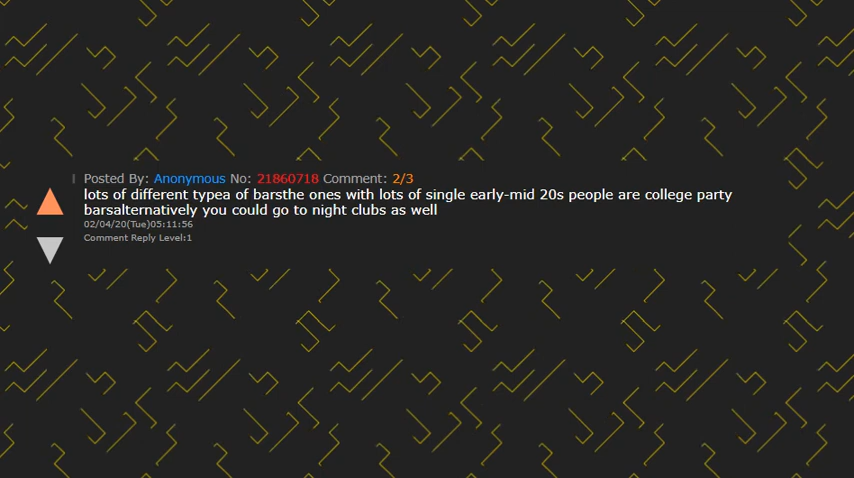 Posted By: Anonymous No: 21860718 Comment: 2/3
lots of different typea of barsthe ones with lots of single early-mid 20s people are college party
barsalternatively you could go to night clubs as well
02/04/20(Tue)05:11:56
Comment Reply Level:1